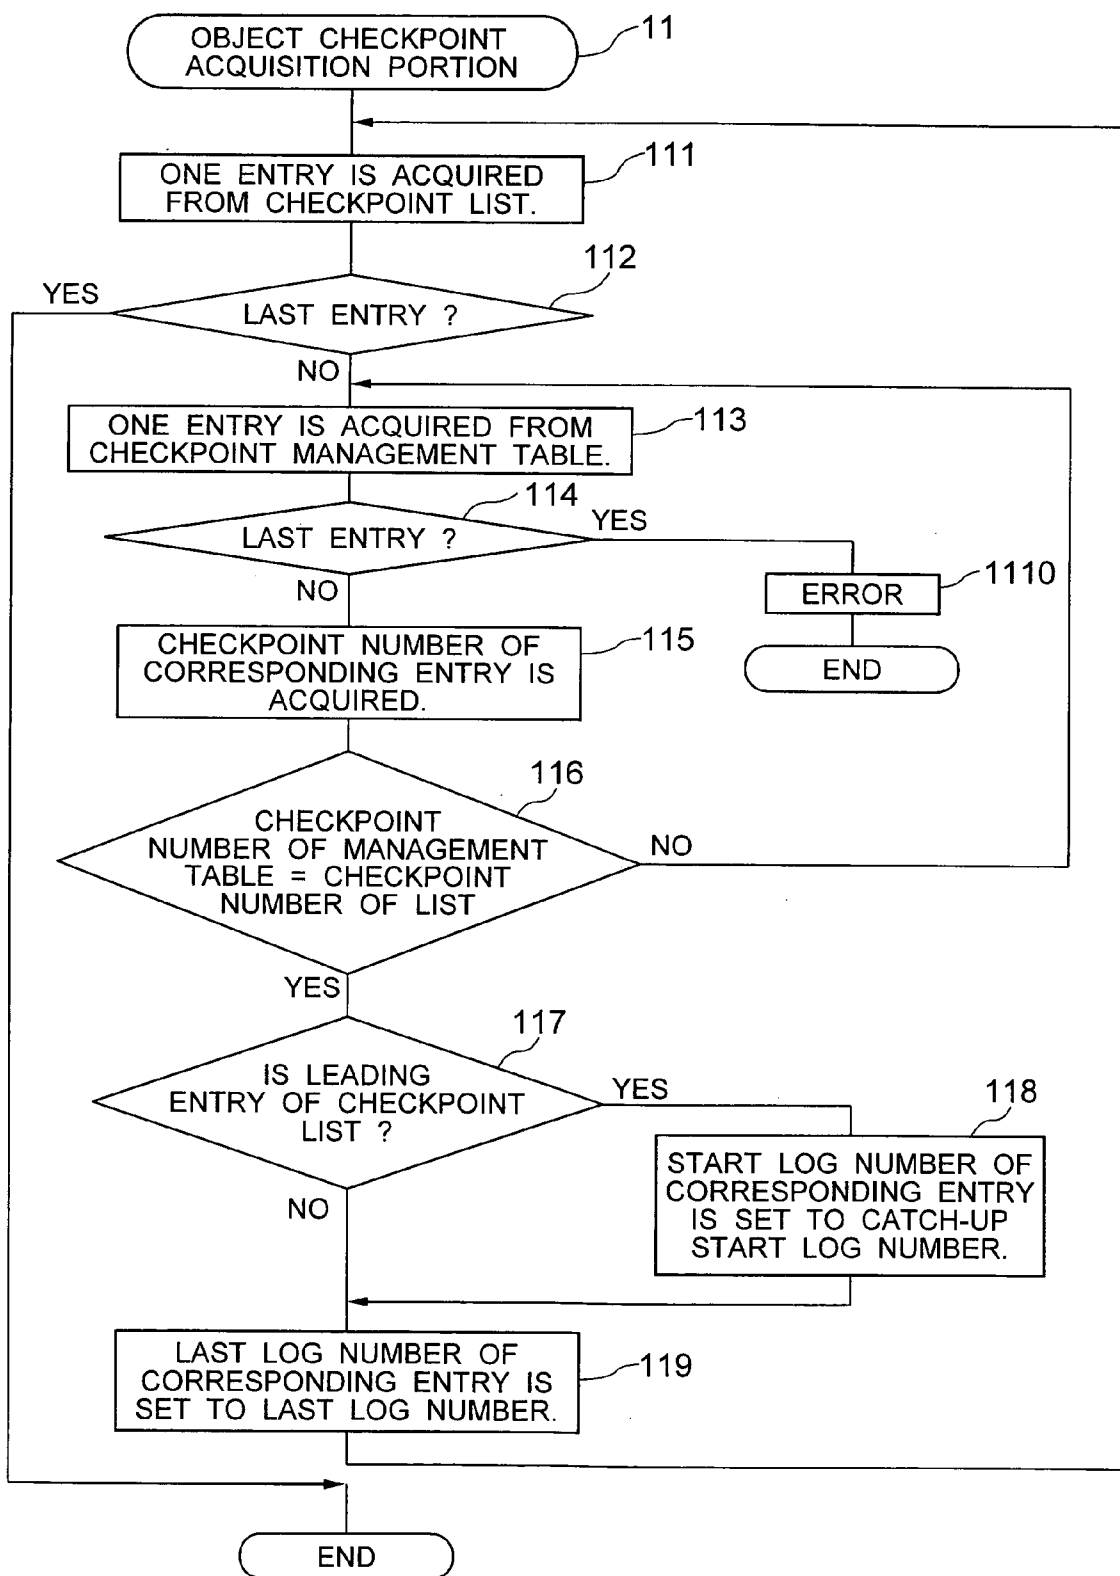 OBJECT CHECKPOINT
ACQUISITION PORTION
11
ONE ENTRY IS ACQUIRED
FROM CHECKPOINT LIST.
111
LAST ENTRY ?
112
YES
NO
ONE ENTRY IS ACQUIRED FROM
CHECKPOINT MANAGEMENT TABLE.
113
LAST ENTRY ?
114
YES
NO
ERROR
1110
END
CHECKPOINT NUMBER OF
CORRESPONDING ENTRY IS
ACQUIRED.
115
CHECKPOINT
NUMBER OF MANAGEMENT
TABLE = CHECKPOINT
NUMBER OF LIST
116
NO
YES
IS LEADING
ENTRY OF CHECKPOINT
LIST ?
117
YES
NO
START LOG NUMBER OF
CORRESPONDING ENTRY
IS SET TO CATCH-UP
START LOG NUMBER.
118
LAST LOG NUMBER OF
CORRESPONDING ENTRY IS
SET TO LAST LOG NUMBER.
119
END